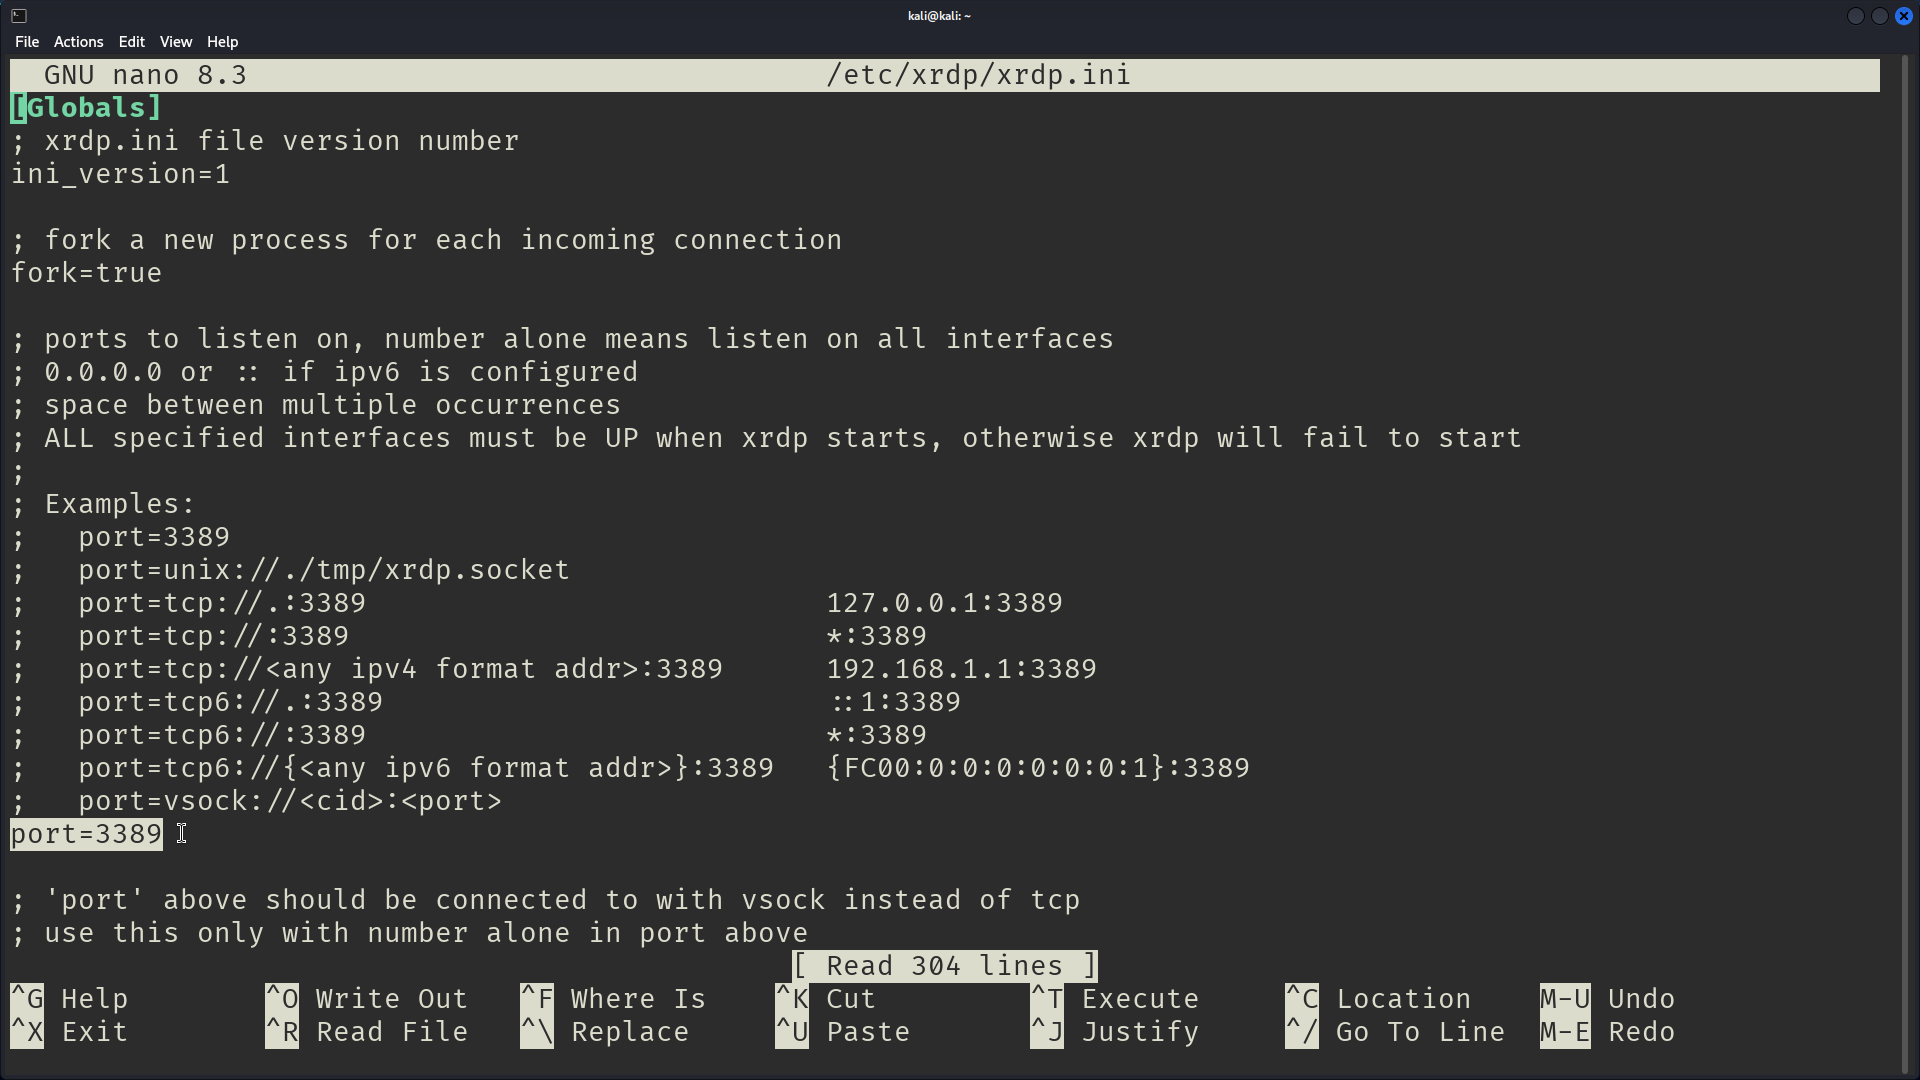 kali@kali: ~
File Actions Edit View Help
GNU nano 8.3 /etc/xrdp/xrdp.ini
[Globals]
; xrdp.ini file version number
ini_version=1
; fork a new process for each incoming connection
fork=true
; ports to listen on, number alone means listen on all interfaces
; 0.0.0.0 or :: if ipv6 is configured
; space between multiple occurrences
; ALL specified interfaces must be UP when xrdp starts, otherwise xrdp will fail to start
;
; Examples:
;   port=3389
;   port=unix://./tmp/xrdp.socket
;   port=tcp://.:3389                           127.0.0.1:3389
;   port=tcp://:3389                            *:3389
;   port=tcp://<any ipv4 format addr>:3389      192.168.1.1:3389
;   port=tcp6://.:3389                          ::1:3389
;   port=tcp6://:3389                           *:3389
;   port=tcp6://{<any ipv6 format addr>}:3389   {FC00:0:0:0:0:0:0:1}:3389
;   port=vsock://<cid>:<port>
port=3389
; 'port' above should be connected to with vsock instead of tcp
; use this only with number alone in port above
[ Read 304 lines ]
^G Help ^O Write Out ^F Where Is ^K Cut ^T Execute ^C Location M-U Undo
^X Exit ^R Read File ^\ Replace ^U Paste ^J Justify ^/ Go To Line M-E Redo